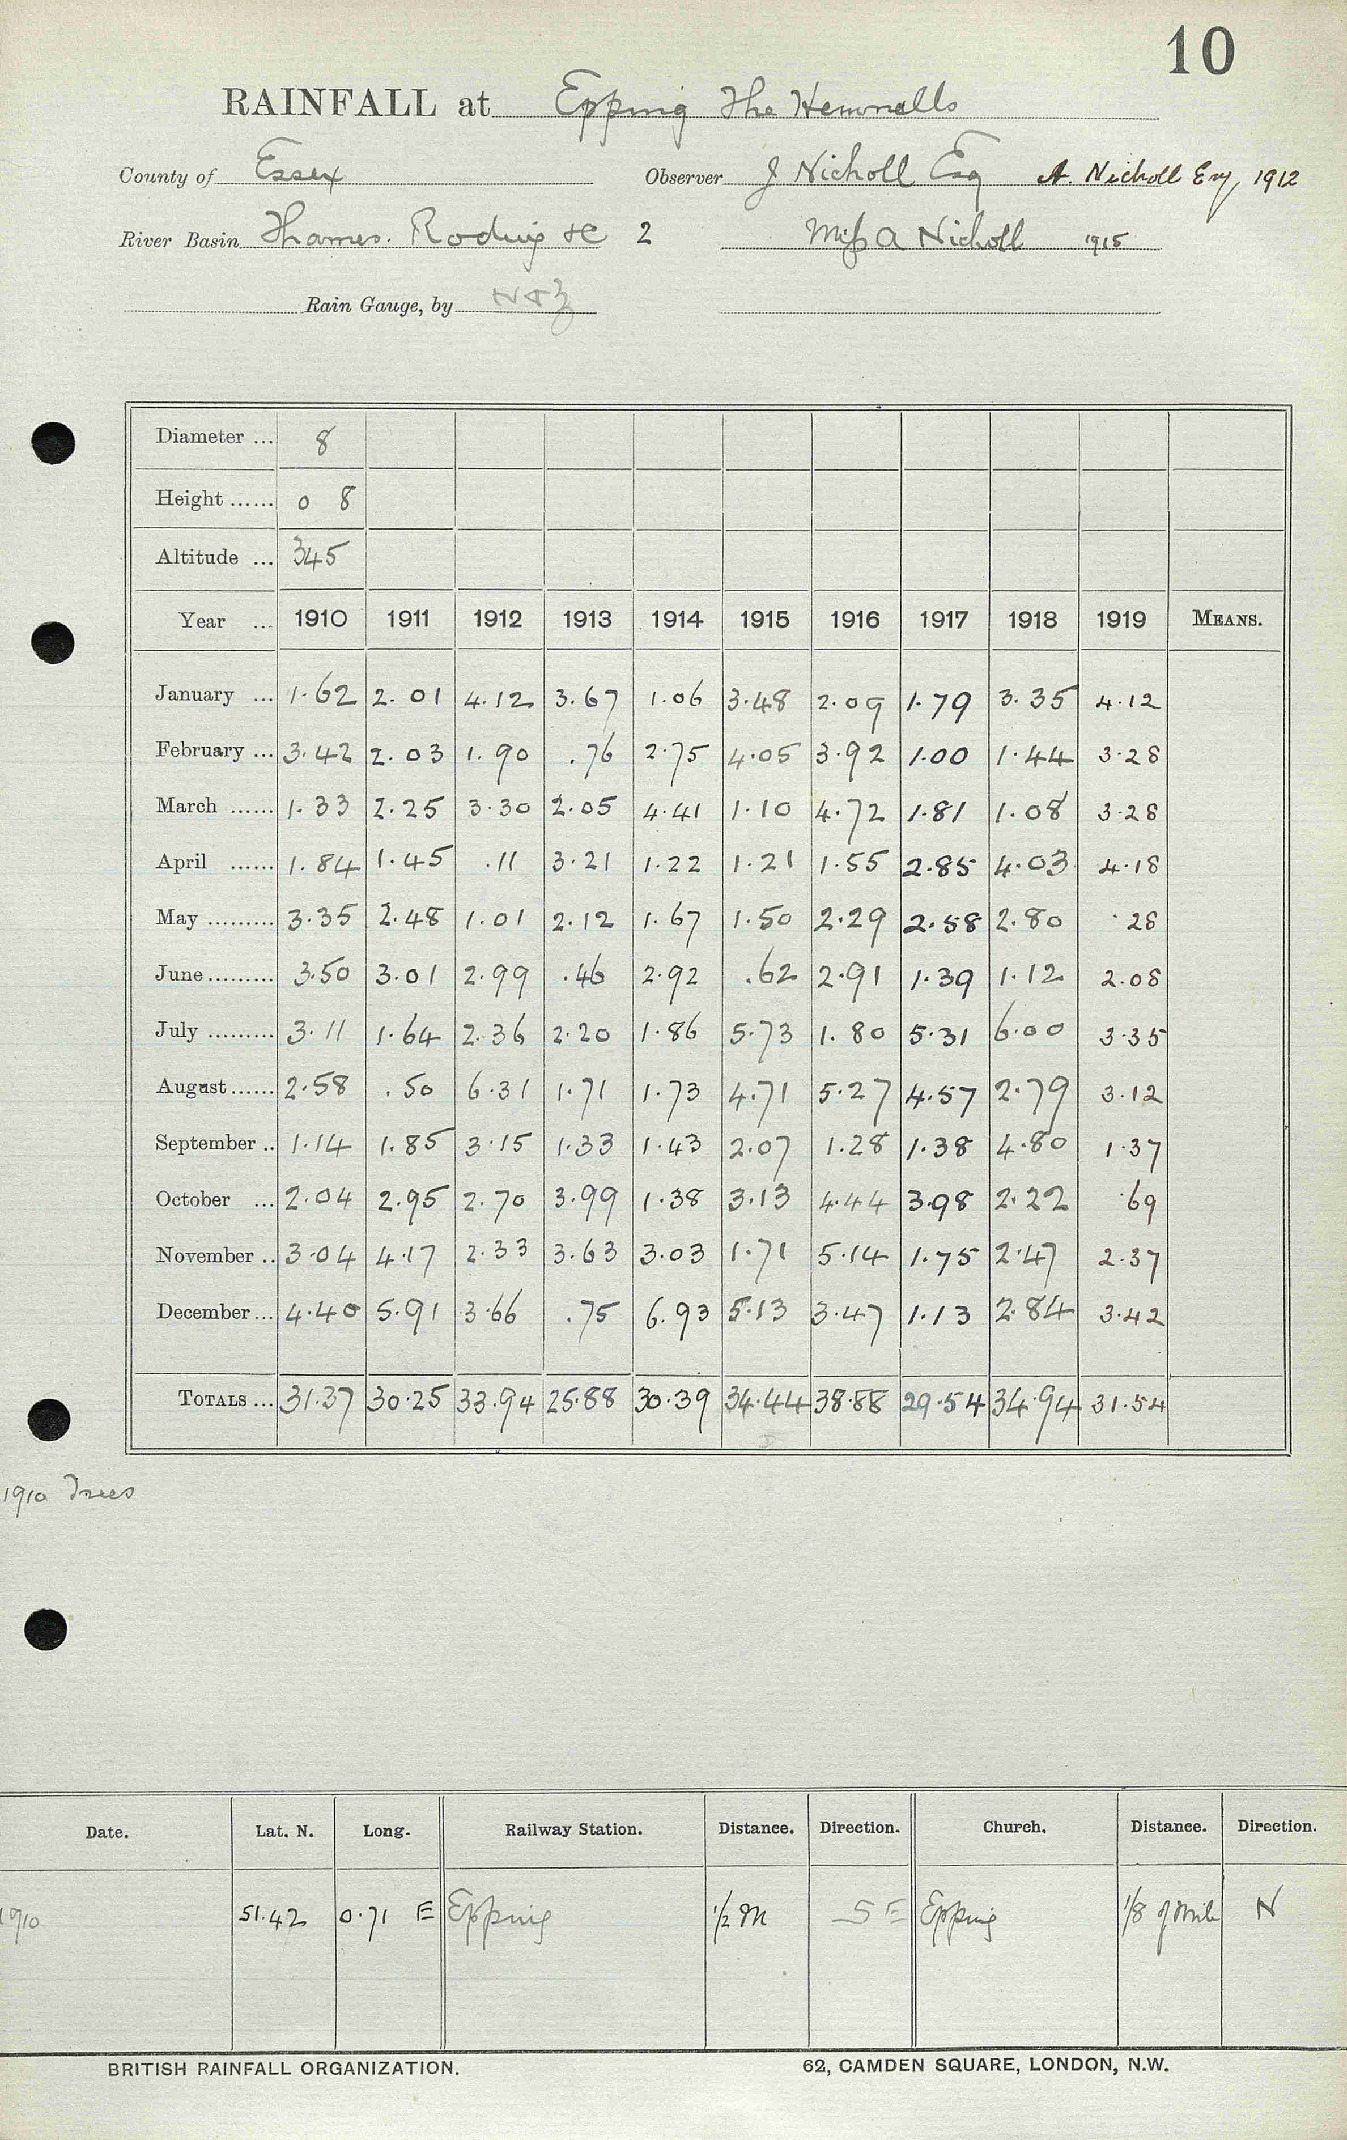 10
RAINFALL at Epping The Hemnalls
County of Essex Observer J Nicholl Esq A. Nicholl Esq, 1912
River Basin Thames. Roding &c 2 Miss A Nicholl 1915
Rain Gauge, by N & Z
Diameter ... 8
Height ...... 0 8
Altitude ... 345
Year ... 1910 1911 1912 1913 1914 1915 1916 1917 1918 1919 MEANS.
January ... 1.62 2.01 4.12 3.67 1.06 3.48 2.09 1.79 3.35 4.12
February ... 3.42 2.03 1.90 .76 2.75 4.05 3.92 1.00 1.44 3.28
March ...... 1.33 2.25 3.30 2.05 4.41 1.10 4.72 1.81 1.08 3.28
April ...... 1.84 1.45 .11 3.21 1.22 1.21 1.55 2.85 4.03 4.18
May ......... 3.35 2.48 1.01 2.12 1.67 1.50 2.29 2.58 2.80 .28
June ......... 3.50 3.01 2.99 .46 2.92 .62 2.91 1.39 1.12 2.08
July ......... 3.11 1.64 2.36 2.20 1.86 5.73 1.80 5.31 6.00 3.35
August ...... 2.58 .50 6.31 1.71 1.73 4.71 5.27 4.57 2.79 3.12
September .. 1.14 1.85 3.15 1.33 1.43 2.07 1.28 1.38 4.80 1.37
October ... 2.04 2.95 2.70 3.99 1.38 3.13 4.44 3.98 2.22 .69
November .. 3.04 4.17 2.33 3.63 3.03 1.71 5.14 1.75 2.47 2.37
December ... 4.40 5.91 3.66 .75 6.93 5.13 3.47 1.13 2.84 3.42
TOTALS ... 31.37 30.25 33.94 25.88 30.39 34.44 38.88 29.54 34.94 31.54
1910 Trees
Date. Lat. N. Long. Railway Station. Distance. Direction. Church. Distance. Direction.
1910 51.42 0.71 E Epping 1/2 M S E Epping 1/8 of Mile N
BRITISH RAINFALL ORGANIZATION. 62, CAMDEN SQUARE, LONDON, N.W.